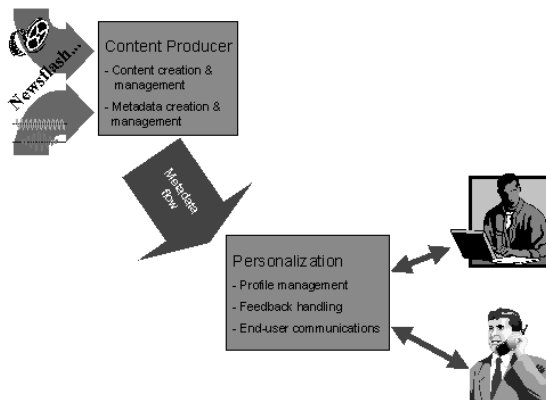 Newsflash...
Content Producer
- Content creation &
management
- Metadata creation &
management
Metadata
flow
Personalization
- Profile management
- Feedback handling
- End-user communications